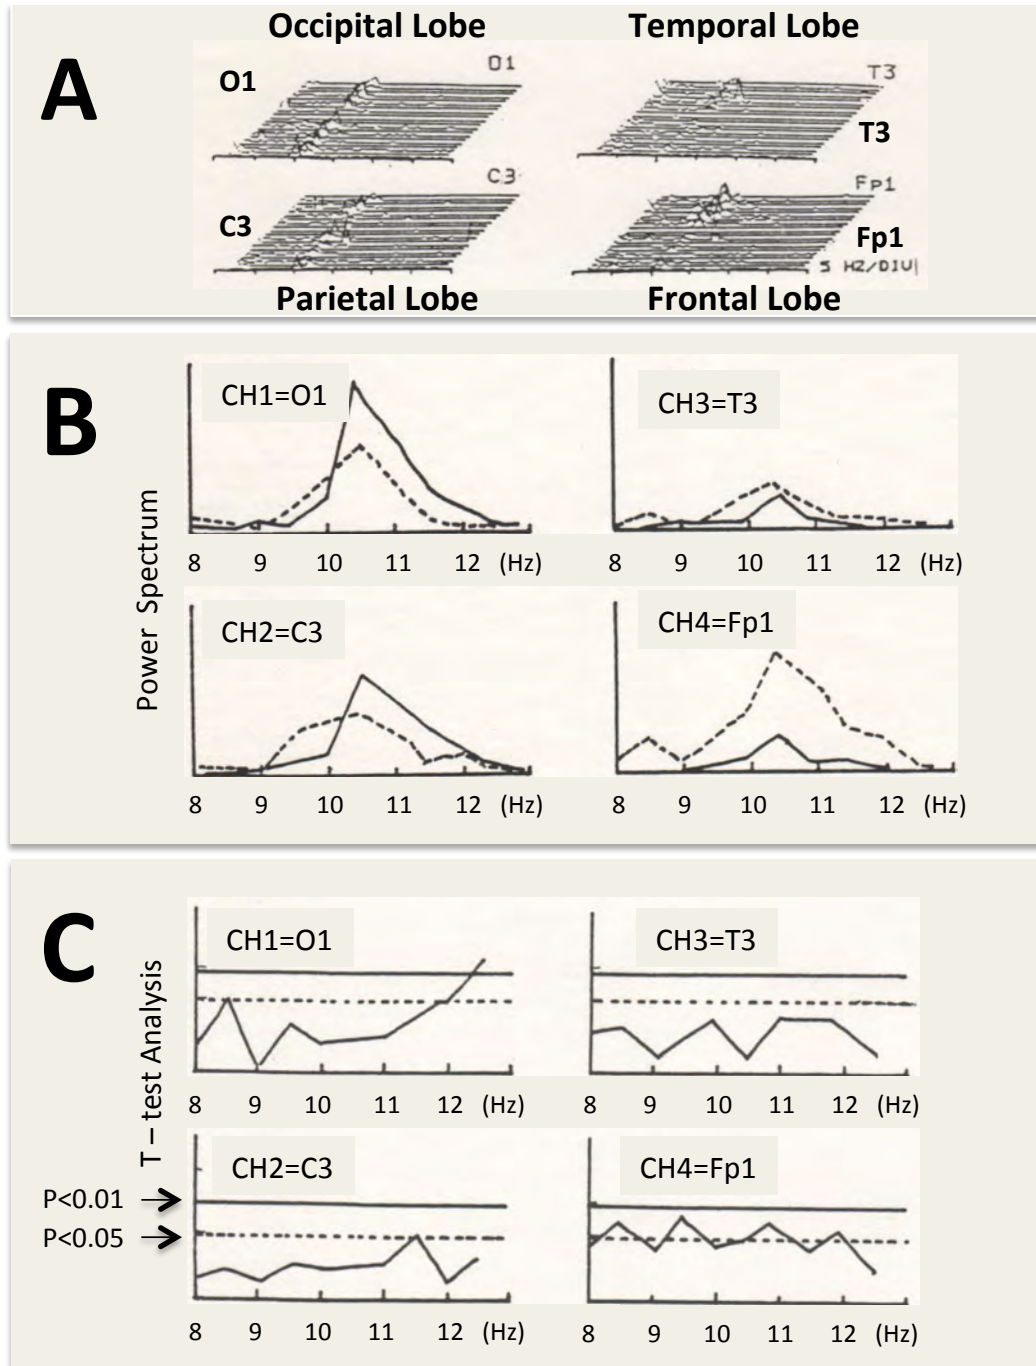 A
Occipital Lobe
Temporal Lobe
O1
O1
T3
T3
C3
C3
Fp1
Fp1
5 HZ/DIV
Parietal Lobe
Frontal Lobe
B
Power Spectrum
CH1=O1
8 9 10 11 12 (Hz)
CH3=T3
8 9 10 11 12 (Hz)
CH2=C3
8 9 10 11 12 (Hz)
CH4=Fp1
8 9 10 11 12 (Hz)
C
T – test Analysis
CH1=O1
8 9 10 11 12 (Hz)
CH3=T3
8 9 10 11 12 (Hz)
P<0.01
P<0.05
CH2=C3
8 9 10 11 12 (Hz)
CH4=Fp1
8 9 10 11 12 (Hz)